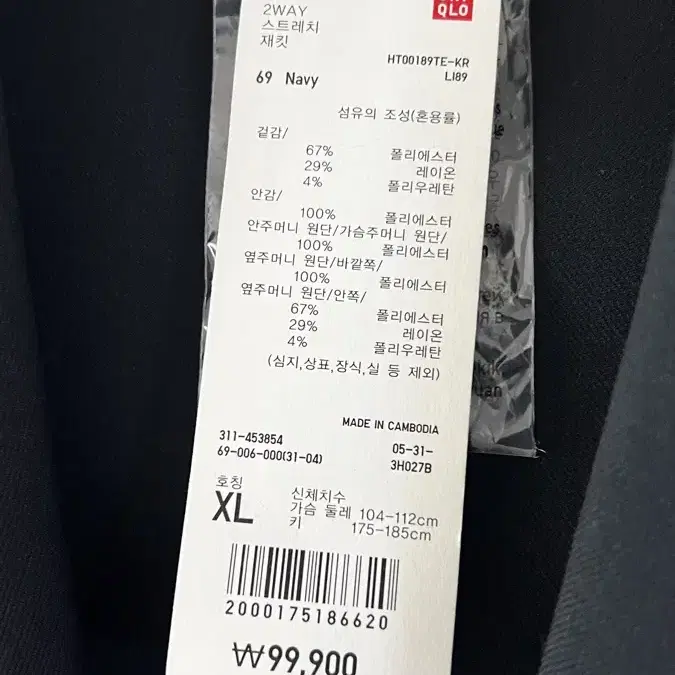 QLO
2WAY
스트레치
재킷
HT00189TE-KR
69 Navy
LI89
섬유의 조성(혼용률)
겉감/
67% 폴리에스터
29% 레이온
4% 폴리우레탄
안감/
100% 폴리에스터
안주머니 원단/가슴주머니 원단/
100% 폴리에스터
옆주머니 원단/바깥쪽/
100% 폴리에스터
옆주머니 원단/안쪽/
67% 폴리에스터
29% 레이온
4% 폴리우레탄
(심지,상표,장식,실 등 제외)
MADE IN CAMBODIA
311-453854 05-31-
69-006-000(31-04) 3H027B
호칭 신체치수
XL 가슴 둘레 104-112cm
키 175-185cm
2000175186620
₩99,900